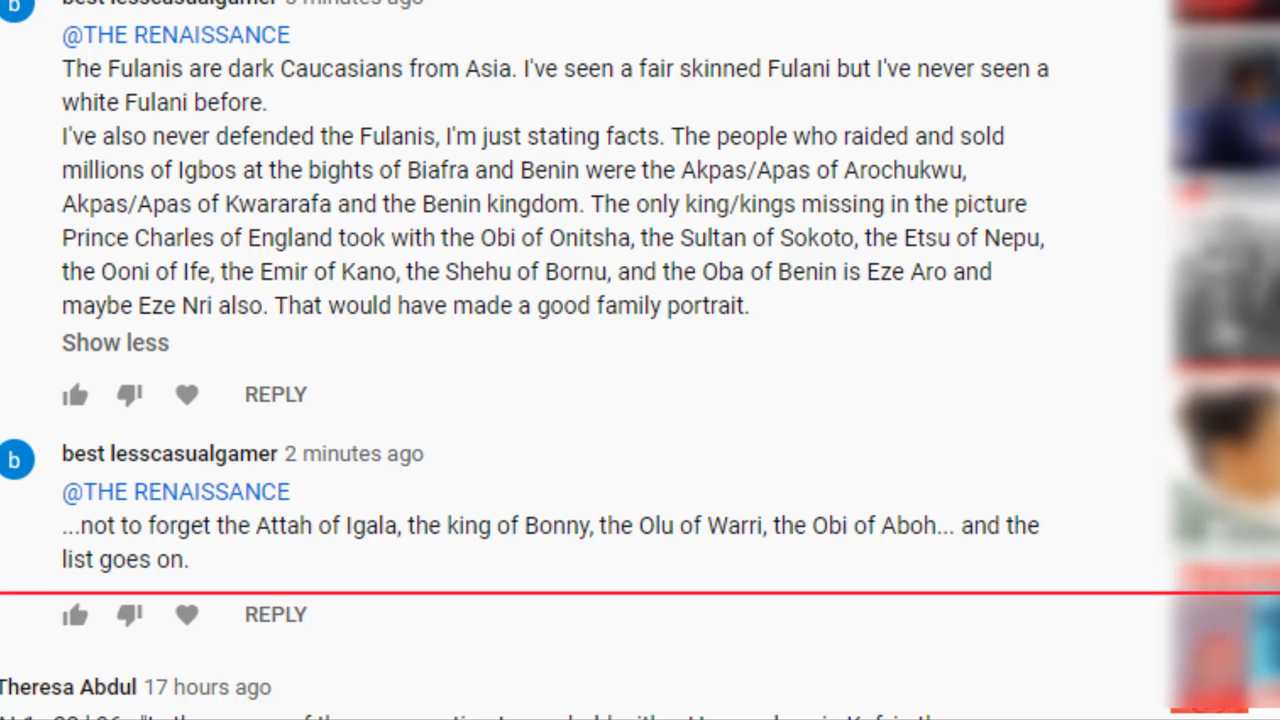 b best lesscasualgamer minutes ago
@THE RENAISSANCE
The Fulanis are dark Caucasians from Asia. I've seen a fair skinned Fulani but I've never seen a
white Fulani before.
I've also never defended the Fulanis, I'm just stating facts. The people who raided and sold
millions of Igbos at the bights of Biafra and Benin were the Akpas/Apas of Arochukwu,
Akpas/Apas of Kwararafa and the Benin kingdom. The only king/kings missing in the picture
Prince Charles of England took with the Obi of Onitsha, the Sultan of Sokoto, the Etsu of Nepu,
the Ooni of Ife, the Emir of Kano, the Shehu of Bornu, and the Oba of Benin is Eze Aro and
maybe Eze Nri also. That would have made a good family portrait.
Show less
REPLY
b best lesscasualgamer 2 minutes ago
@THE RENAISSANCE
...not to forget the Attah of Igala, the king of Bonny, the Olu of Warri, the Obi of Aboh... and the
list goes on.
REPLY
Theresa Abdul 17 hours ago